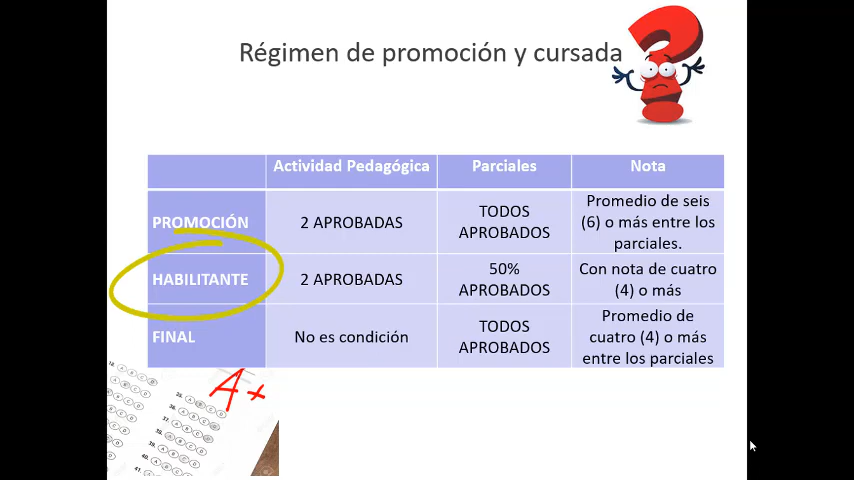 Régimen de promoción y cursada
Actividad Pedagógica Parciales Nota
PROMOCIÓN 2 APROBADAS TODOS APROBADOS Promedio de seis (6) o más entre los parciales.
HABILITANTE 2 APROBADAS 50% APROBADOS Con nota de cuatro (4) o más
FINAL No es condición TODOS APROBADOS Promedio de cuatro (4) o más entre los parciales
A+